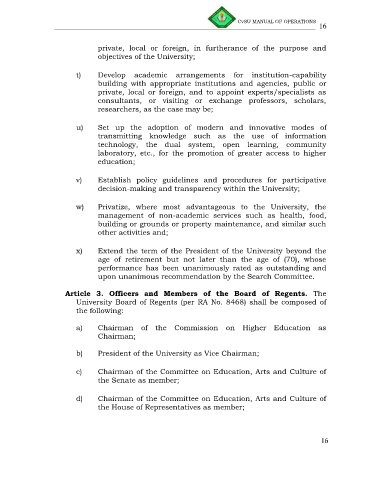 CvSU MANUAL OF OPERATIONS
16
private, local or foreign, in furtherance of the purpose and
objectives of the University;
t) Develop academic arrangements for institution-capability
building with appropriate institutions and agencies, public or
private, local or foreign, and to appoint experts/specialists as
consultants, or visiting or exchange professors, scholars,
researchers, as the case may be;
u) Set up the adoption of modern and innovative modes of
transmitting knowledge such as the use of information
technology, the dual system, open learning, community
laboratory, etc., for the promotion of greater access to higher
education;
v) Establish policy guidelines and procedures for participative
decision-making and transparency within the University;
w) Privatize, where most advantageous to the University, the
management of non-academic services such as health, food,
building or grounds or property maintenance, and similar such
other activities and;
x) Extend the term of the President of the University beyond the
age of retirement but not later than the age of (70), whose
performance has been unanimously rated as outstanding and
upon unanimous recommendation by the Search Committee.
Article 3. Officers and Members of the Board of Regents. The
University Board of Regents (per RA No. 8468) shall be composed of
the following:
a) Chairman of the Commission on Higher Education as
Chairman;
b) President of the University as Vice Chairman;
c) Chairman of the Committee on Education, Arts and Culture of
the Senate as member;
d) Chairman of the Committee on Education, Arts and Culture of
the House of Representatives as member;
16